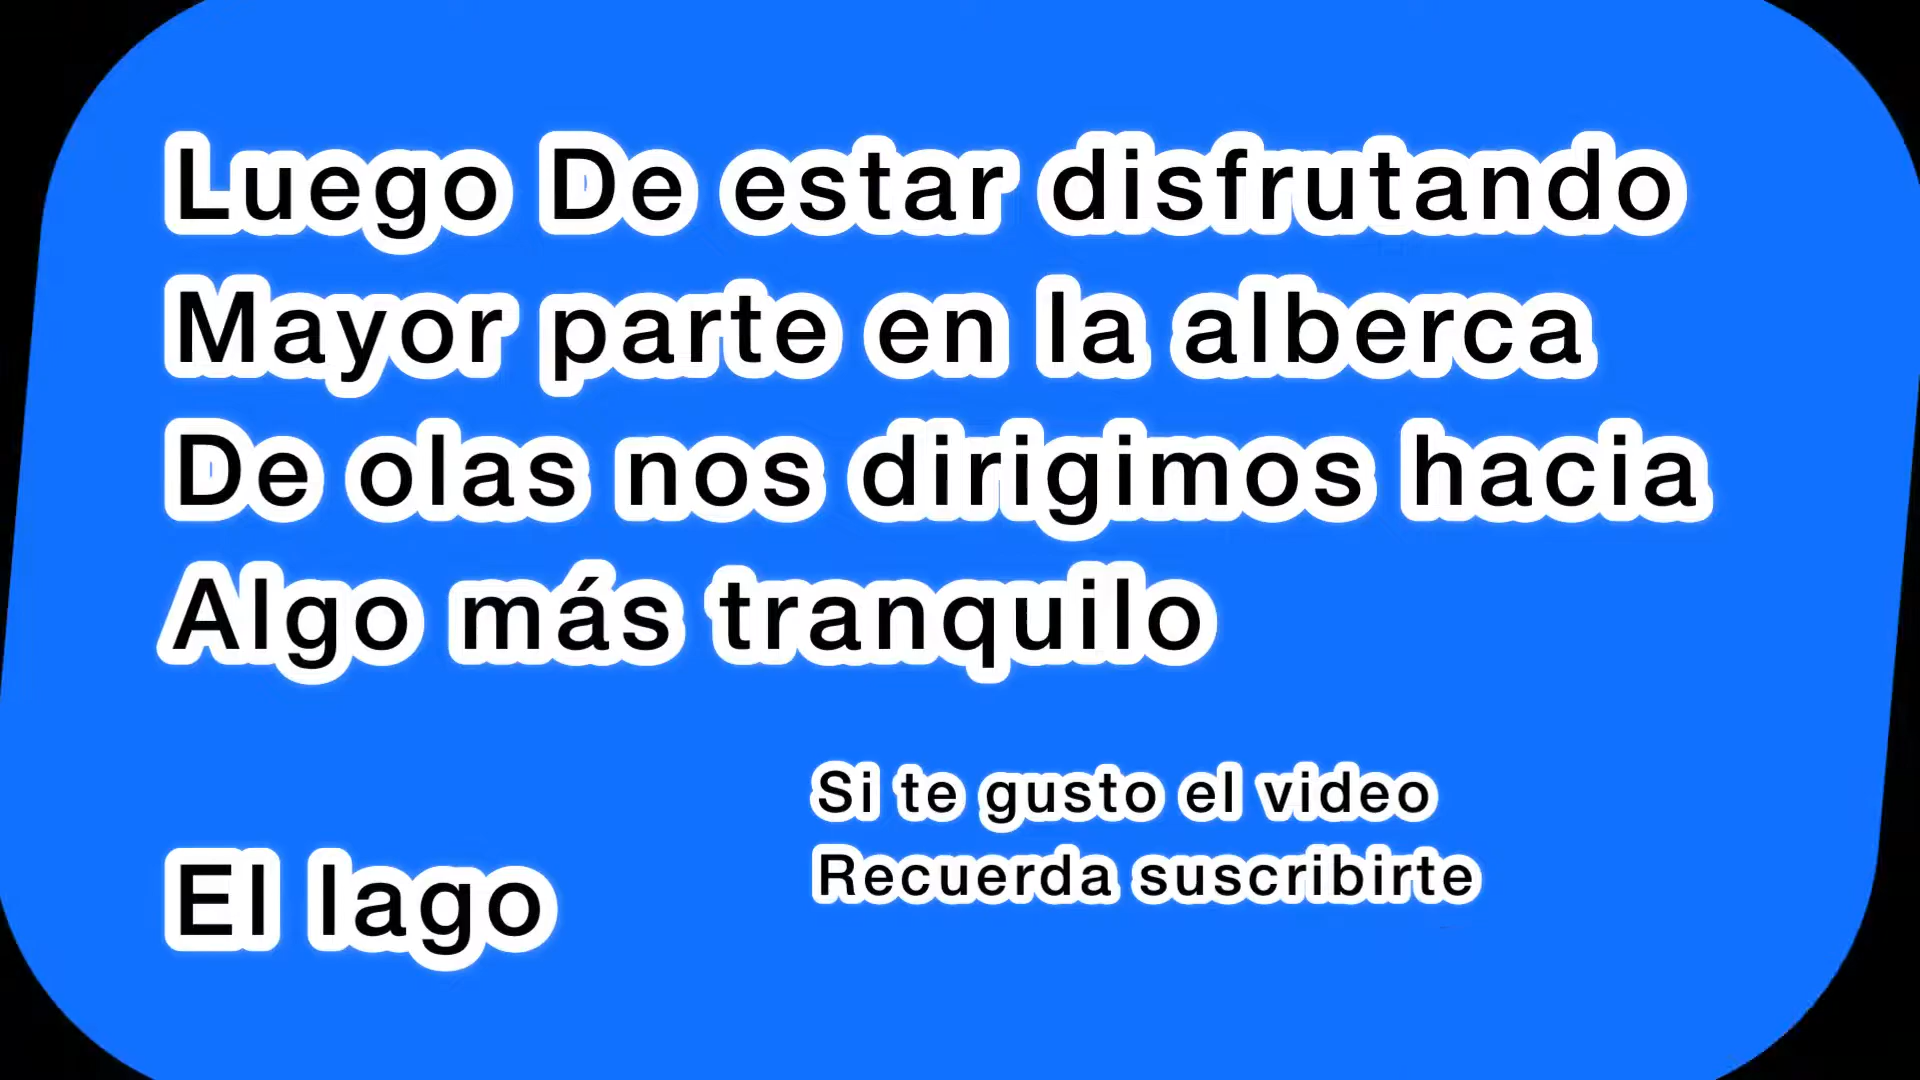 Luego De estar disfrutando
Mayor parte en la alberca
De olas nos dirigimos hacia
Algo más tranquilo
Si te gusto el video
Recuerda suscribirte
El lago